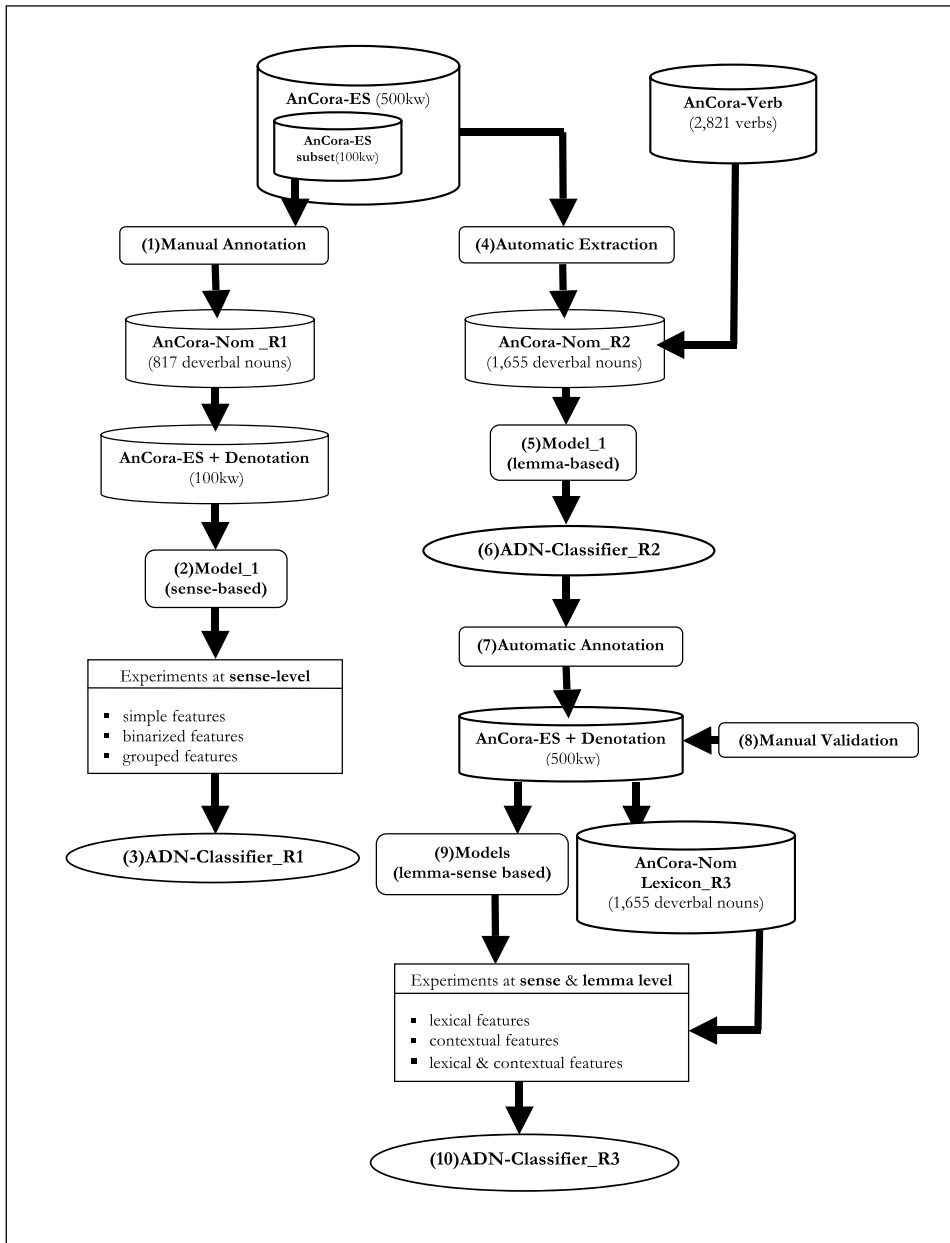 AnCora-ES (500kw)
AnCora-ES
subset(100kw)
AnCora-Verb
(2,821 verbs)
(1)Manual Annotation
(4)Automatic Extraction
AnCora-Nom _R1
(817 deverbal nouns)
AnCora-Nom_R2
(1,655 deverbal nouns)
AnCora-ES + Denotation
(100kw)
(5)Model_1
(lemma-based)
(2)Model_1
(sense-based)
(6)ADN-Classifier_R2
(7)Automatic Annotation
Experiments at sense-level
▪ simple features
▪ binarized features
▪ grouped features
AnCora-ES + Denotation
(500kw)
(8)Manual Validation
(3)ADN-Classifier_R1
(9)Models
(lemma-sense based)
AnCora-Nom
Lexicon_R3
(1,655 deverbal nouns)
Experiments at sense & lemma level
▪ lexical features
▪ contextual features
▪ lexical & contextual features
(10)ADN-Classifier_R3